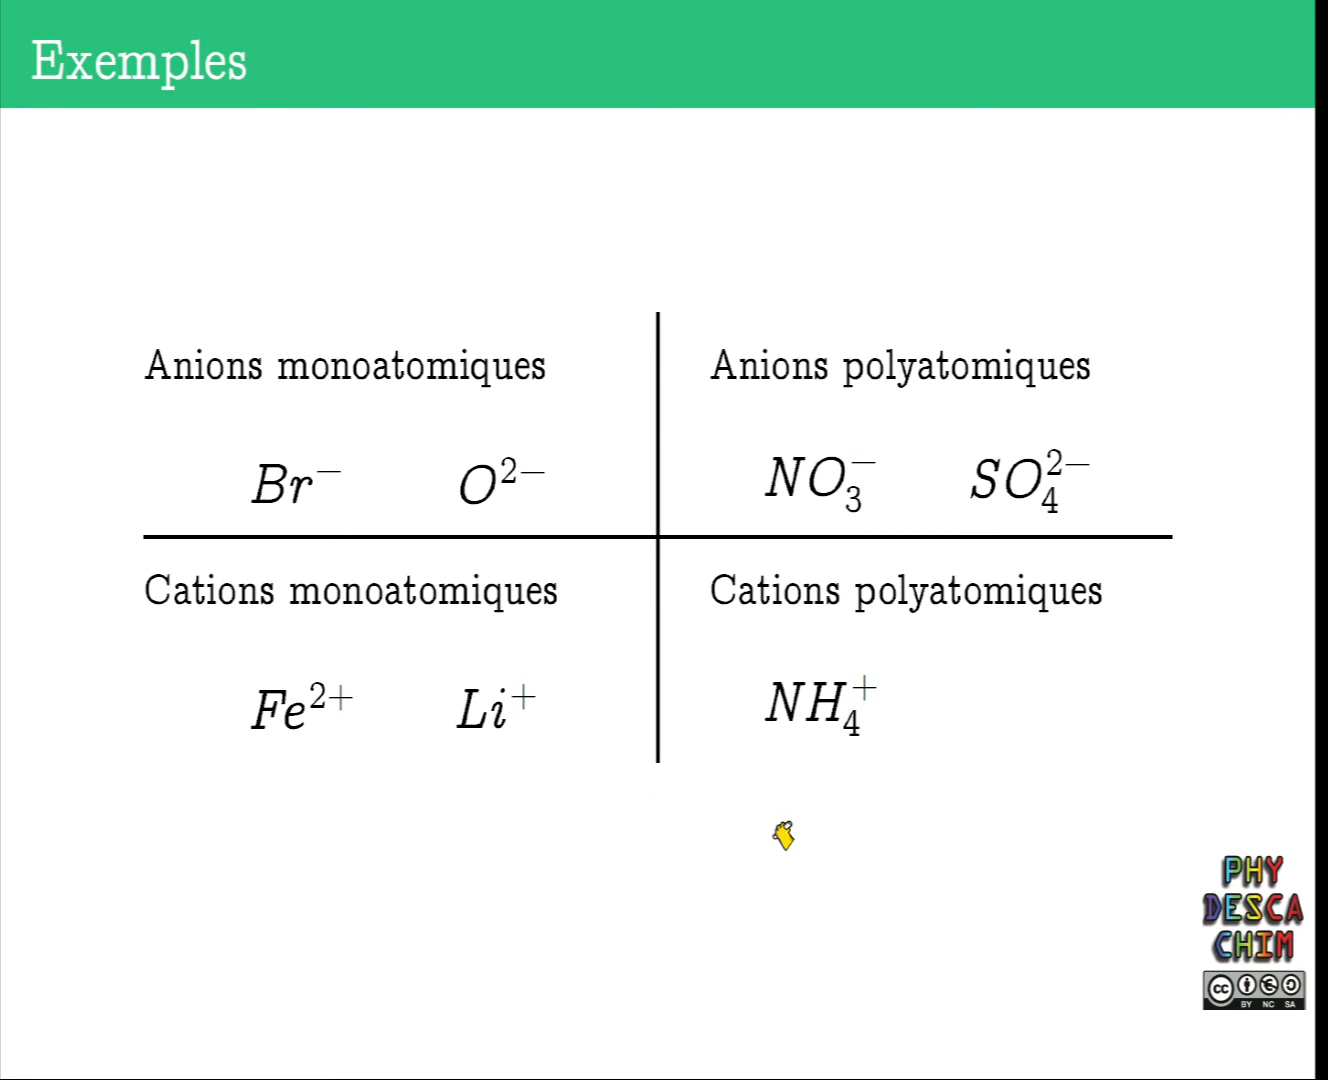 Exemples
Anions monoatomiques
Br⁻ O²⁻
Anions polyatomiques
NO₃⁻ SO₄²⁻
Cations monoatomiques
Fe²⁺ Li⁺
Cations polyatomiques
NH₄⁺
PHY
DESCA
CHIM
cc
BY NC SA